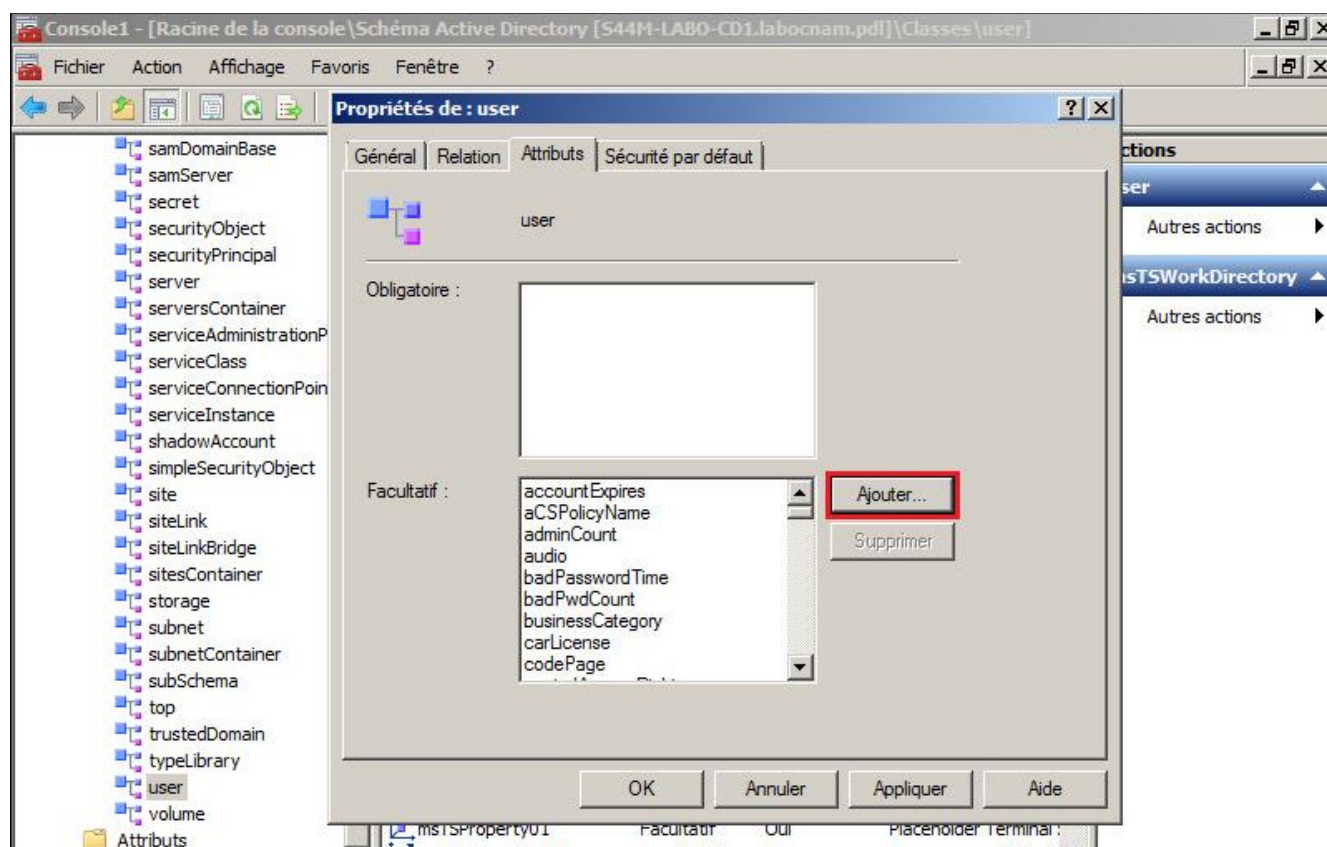 Console1 - [Racine de la console\Schéma Active Directory [S44M-LABO-CD1.labocnam.pdl]\Classes\user]
Fichier Action Affichage Favoris Fenêtre ?
samDomainBase
samServer
secret
securityObject
securityPrincipal
server
serversContainer
serviceAdministrationP
serviceClass
serviceConnectionPoin
serviceInstance
shadowAccount
simpleSecurityObject
site
siteLink
siteLinkBridge
sitesContainer
storage
subnet
subnetContainer
subSchema
top
trustedDomain
typeLibrary
user
volume
Attributs
Propriétés de : user
Général Relation Attributs Sécurité par défaut
user
Obligatoire :
Facultatif :
accountExpires
aCSPolicyName
adminCount
audio
badPasswordTime
badPwdCount
businessCategory
carLicense
codePage
Ajouter...
Supprimer
OK Annuler Appliquer Aide
ctions
ser
Autres actions
nsTSWorkDirectory
Autres actions
msTSProperty01 Facultatif Oui Placeholder Terminal :